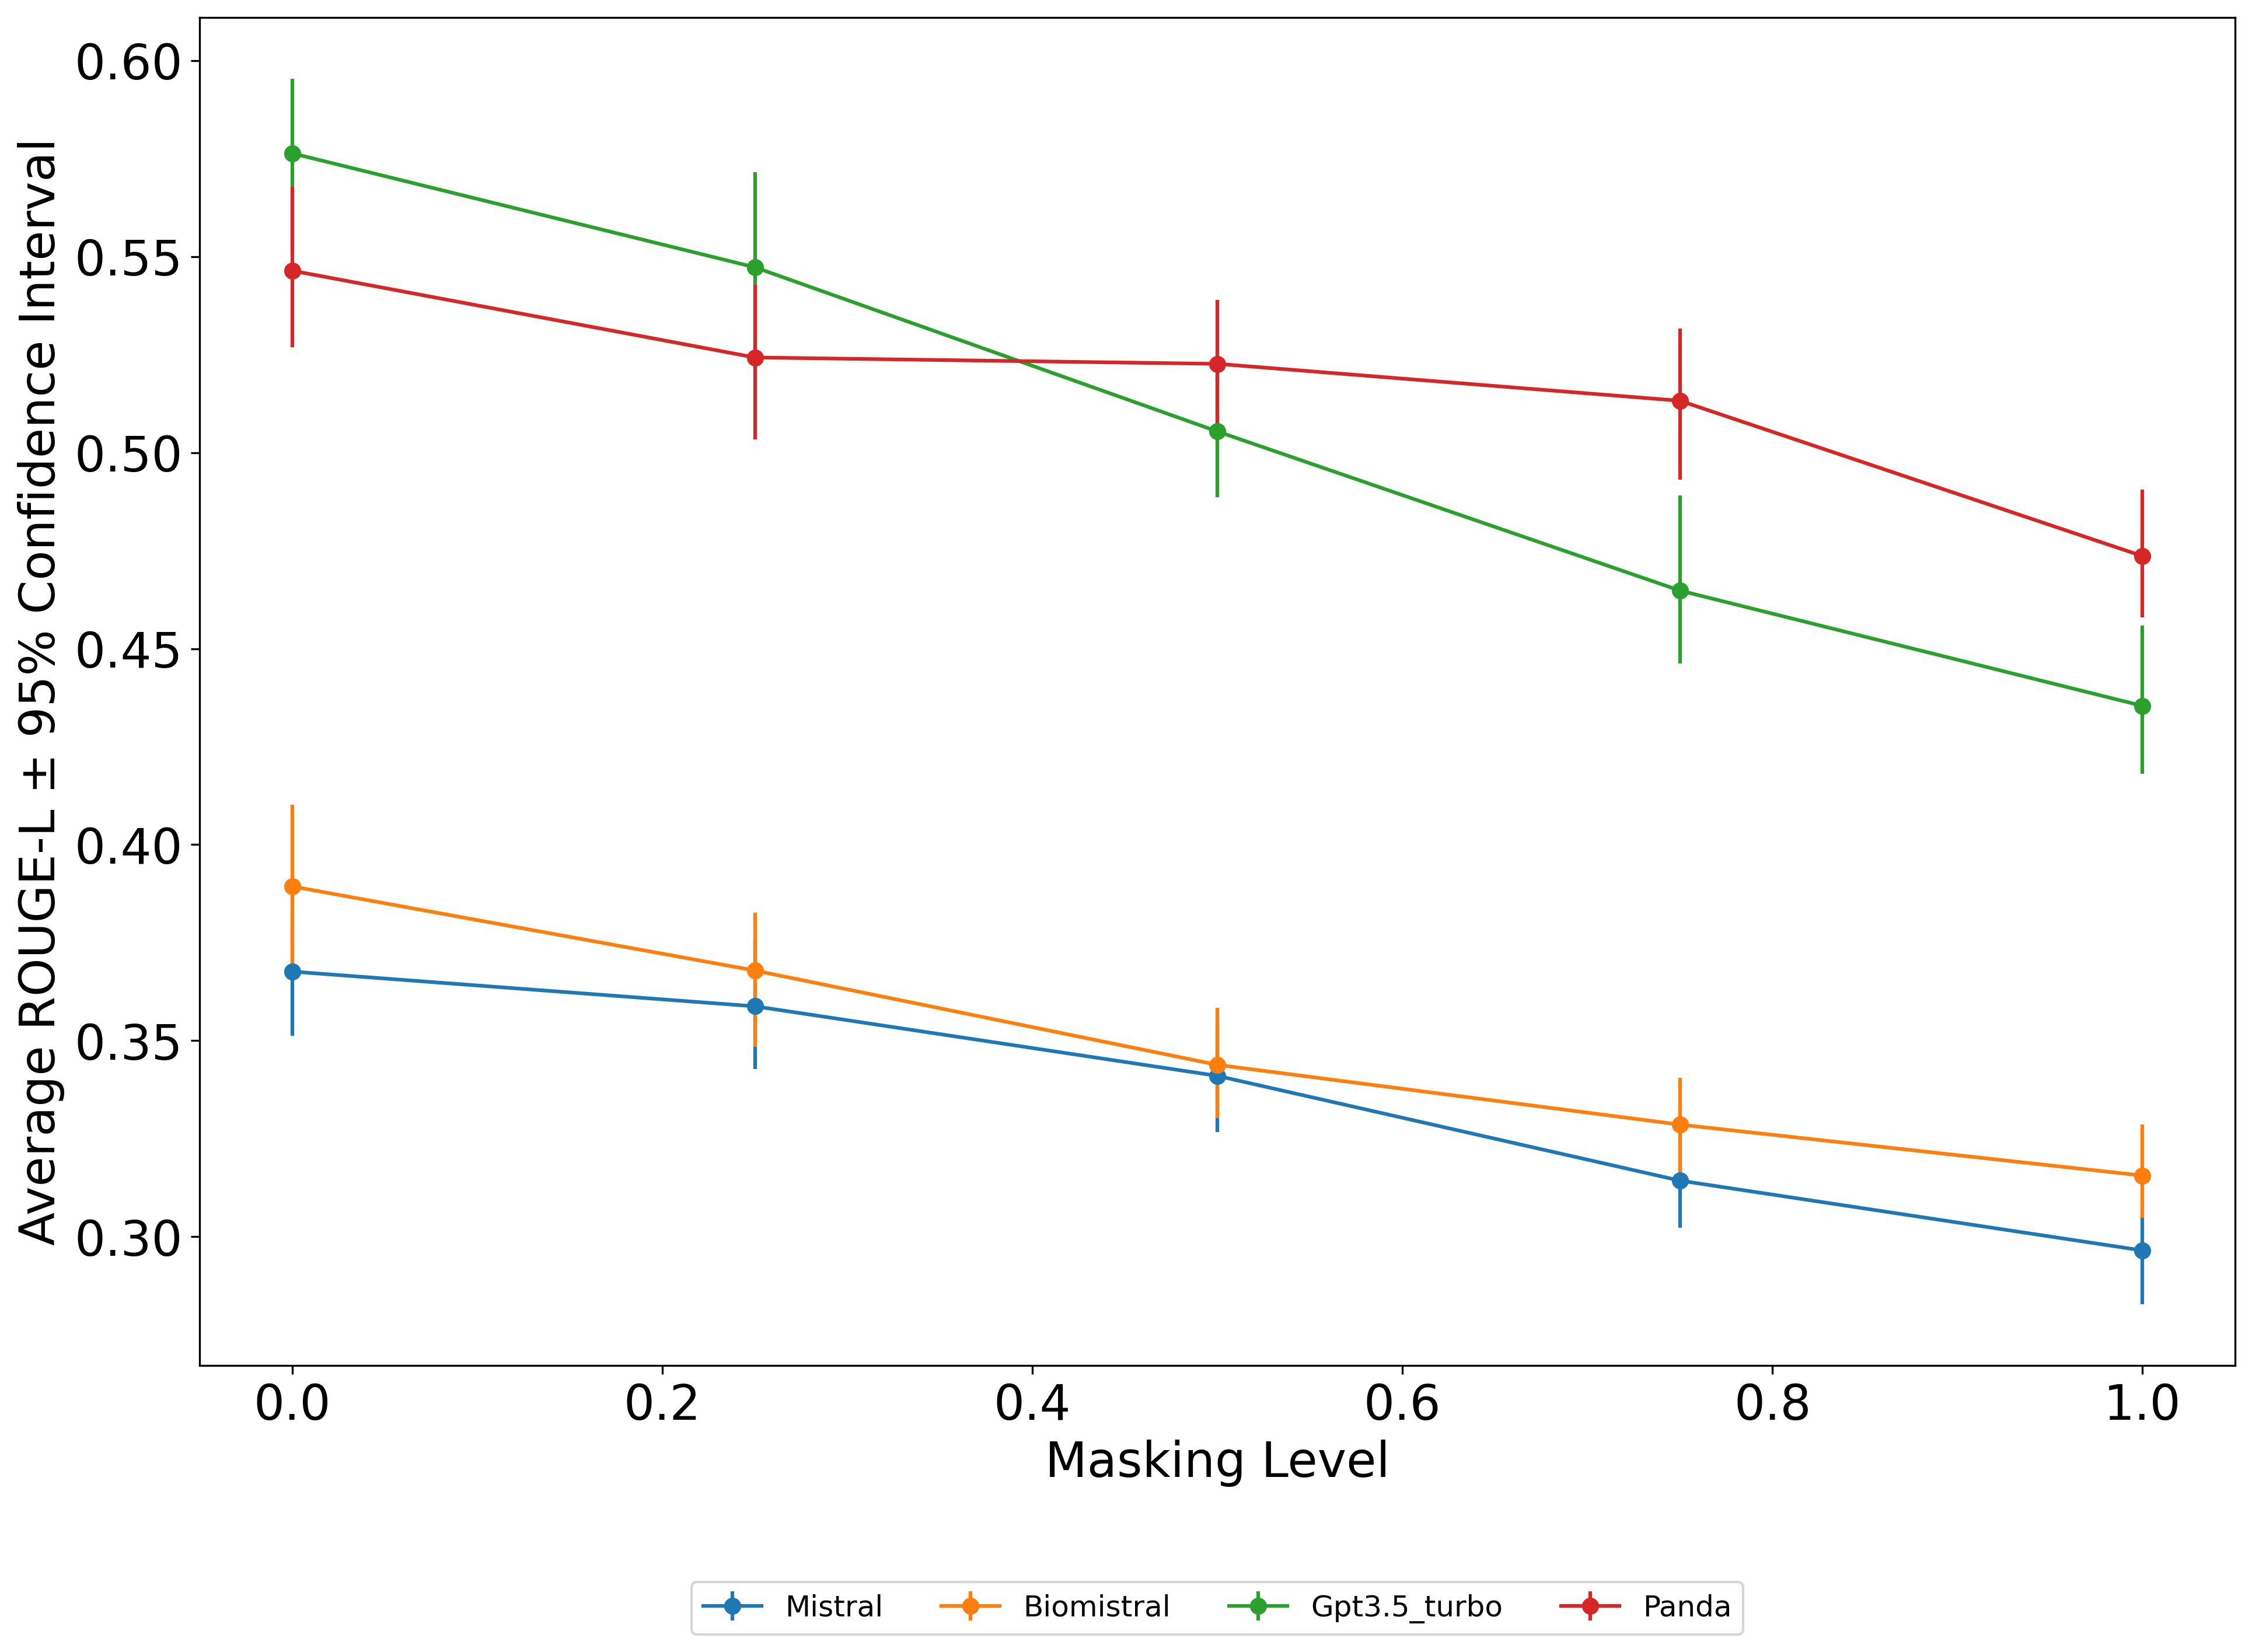 Average ROUGE-L ± 95% Confidence Interval
0.60
0.55
0.50
0.45
0.40
0.35
0.30
0.0 0.2 0.4 0.6 0.8 1.0
Masking Level
Mistral Biomistral Gpt3.5_turbo Panda